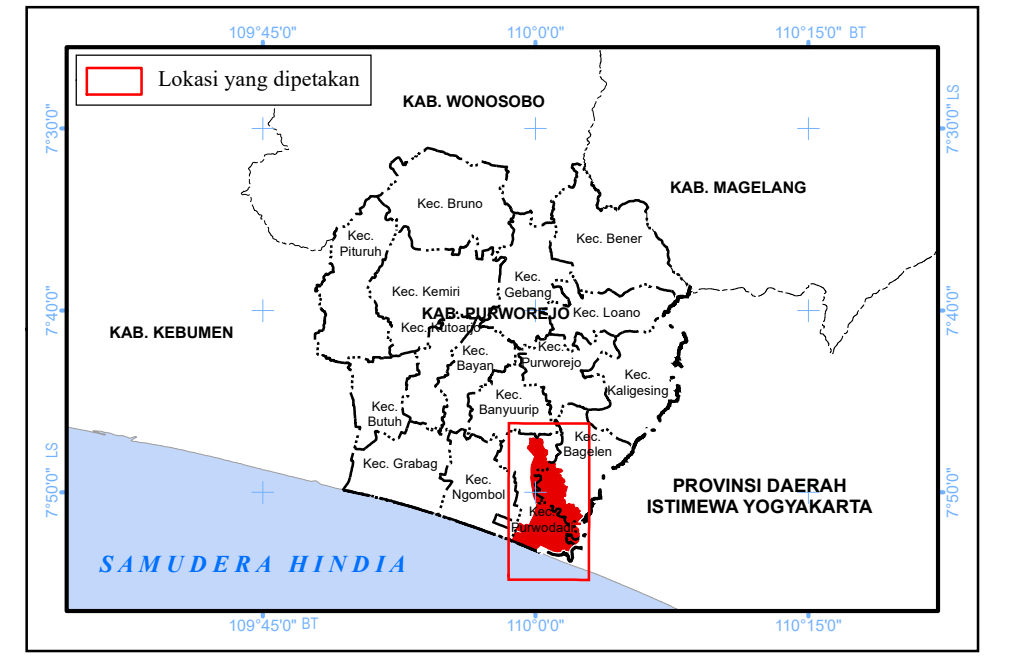 109°45'0"
110°0'0"
110°15'0" BT
Lokasi yang dipetakan
KAB. WONOSOBO
7°30'0"
7°30'0" LS
KAB. MAGELANG
Kec. Bruno
Kec.
Pituruh
Kec. Bener
Kec.
Gebang
Kec. Kemiri
7°40'0"
7°40'0"
KAB. PURWOREJO
Kec. Loano
Kec. Kutoarjo
KAB. KEBUMEN
Kec.
Bayan
Kec.
Purworejo
Kec.
Kaligesing
Kec.
Banyuurip
Kec.
Butuh
Kec.
Bagelen
Kec. Grabag
Kec.
Ngombol
7°50'0" LS
7°50'0"
PROVINSI DAERAH
ISTIMEWA YOGYAKARTA
Kec.
Purwodadi
SAMUDERA HINDIA
109°45'0" BT
110°0'0"
110°15'0"